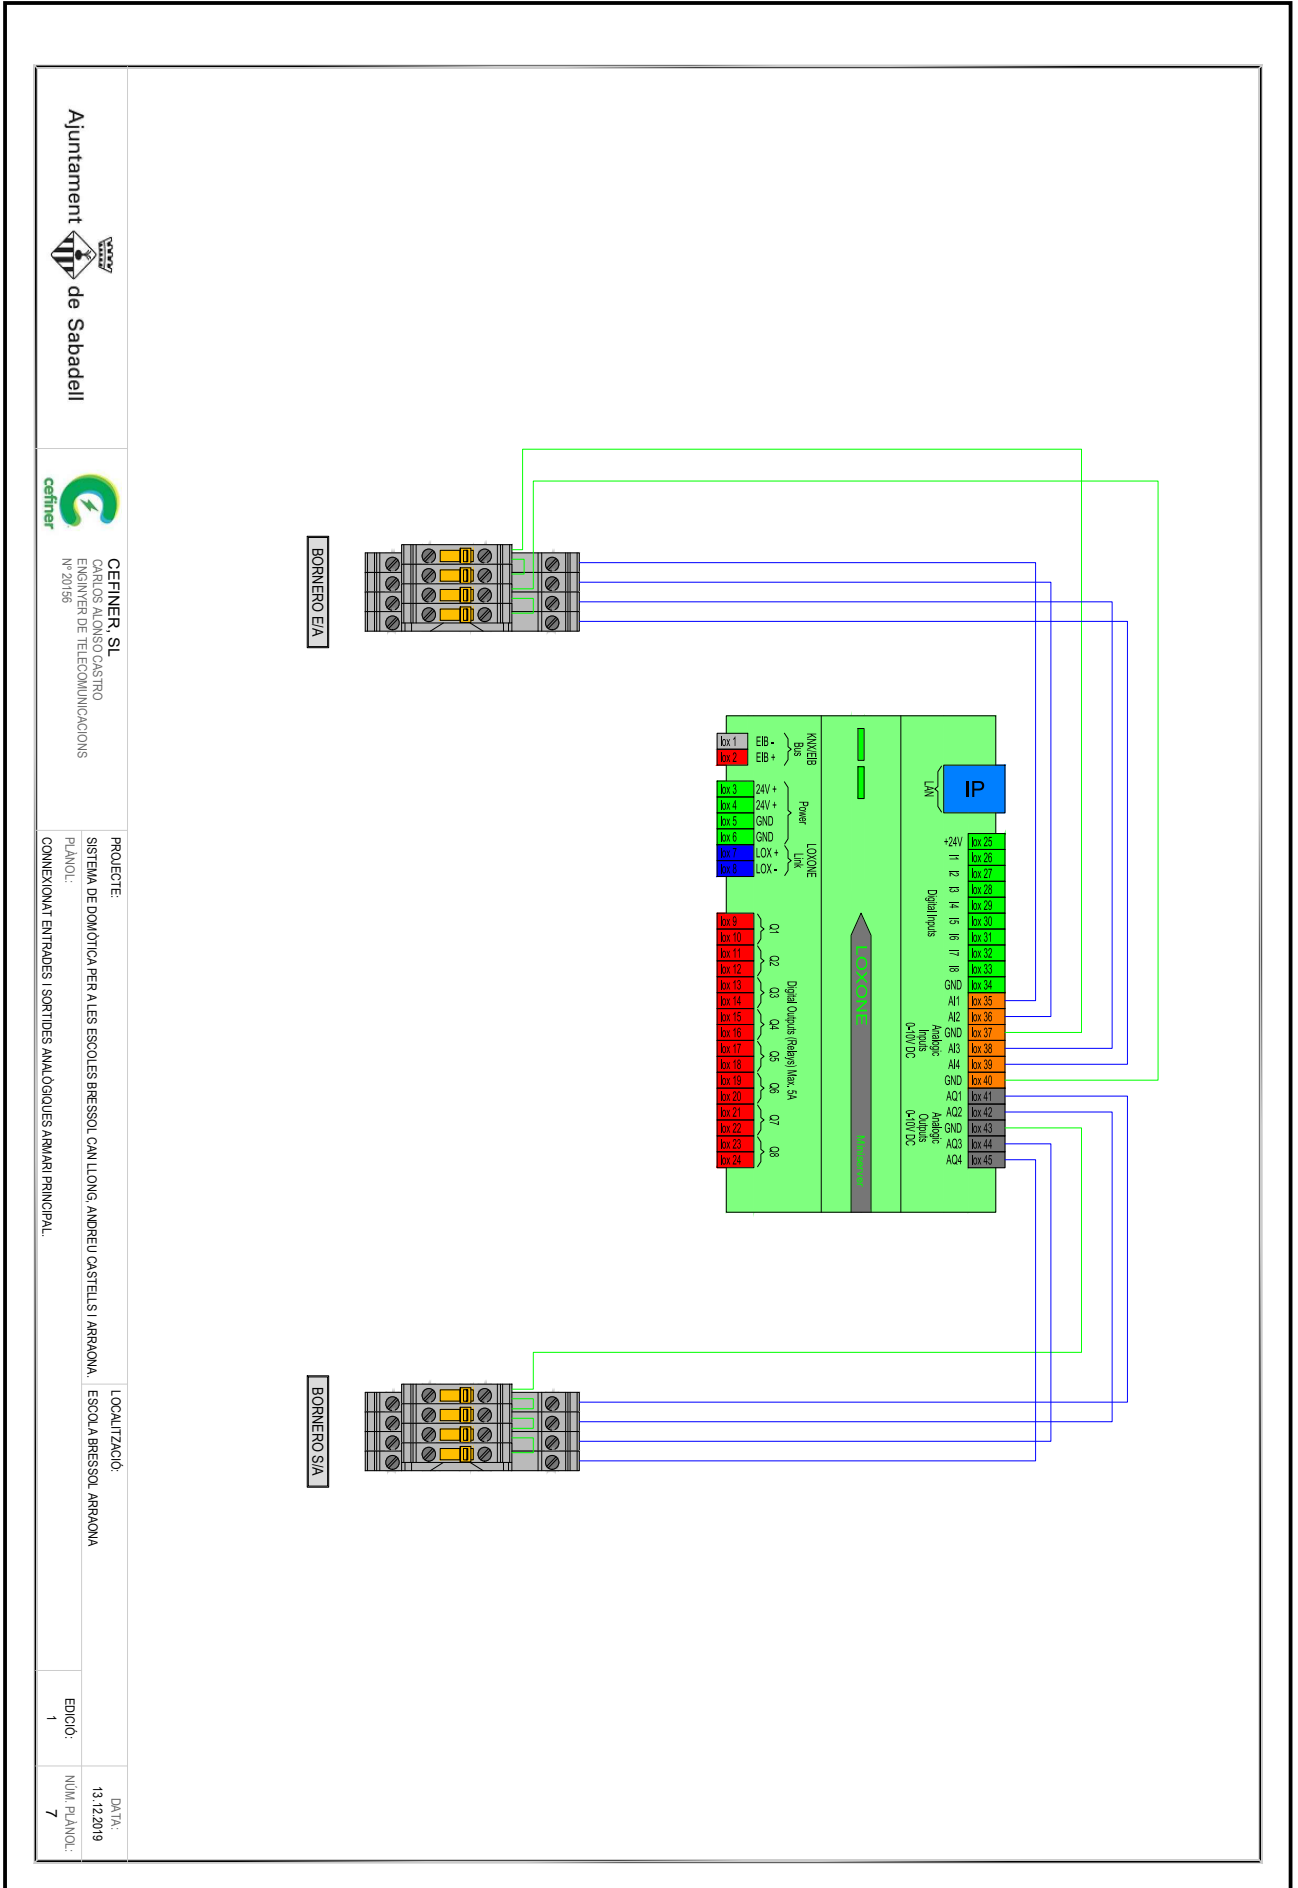 Ajuntament de Sabadell
cefiner
CEFINER, SL
CARLOS ALONSO CASTRO
ENGINYER DE TELECOMUNICACIONS
Nº 20156
PROJECTE:
SISTEMA DE DOMÒTICA PER A LES ESCOLES BRESSOL CAN LLONG, ANDREU CASTELLS I ARRAONA.
PLÀNOL:
CONNEXIONAT ENTRADES I SORTIDES ANALÒGIQUES ARMARI PRINCIPAL.
LOCALITZACIÓ:
ESCOLA BRESSOL ARRAONA
EDICIÓ:
1
DATA:
13.12.2019
NÚM. PLÀNOL:
7
BORNERO E/A
BORNERO S/A
IP
LAN
+24V lox 25
I1 lox 26
I2 lox 27
I3 lox 28
I4 lox 29
I5 lox 30
I6 lox 31
I7 lox 32
I8 lox 33
GND lox 34
Digital Inputs
AI1 lox 35
AI2 lox 36
GND lox 37
AI3 lox 38
AI4 lox 39
GND lox 40
Analogic
Inputs
0-10V DC
AQ1 lox 41
AQ2 lox 42
GND lox 43
AQ3 lox 44
AQ4 lox 45
Analogic
Outputs
0-10V DC
LOXONE
Miniserver
KNX/EIB
Bus
lox 1 EIB -
lox 2 EIB +
Power
lox 3 24V +
lox 4 24V +
lox 5 GND
lox 6 GND
LOXONE
Link
lox 7 LOX +
lox 8 LOX -
Digital Outputs (Relays) Max. 5A
lox 9
lox 10
Q1
lox 11
lox 12
Q2
lox 13
lox 14
Q3
lox 15
lox 16
Q4
lox 17
lox 18
Q5
lox 19
lox 20
Q6
lox 21
lox 22
Q7
lox 23
lox 24
Q8